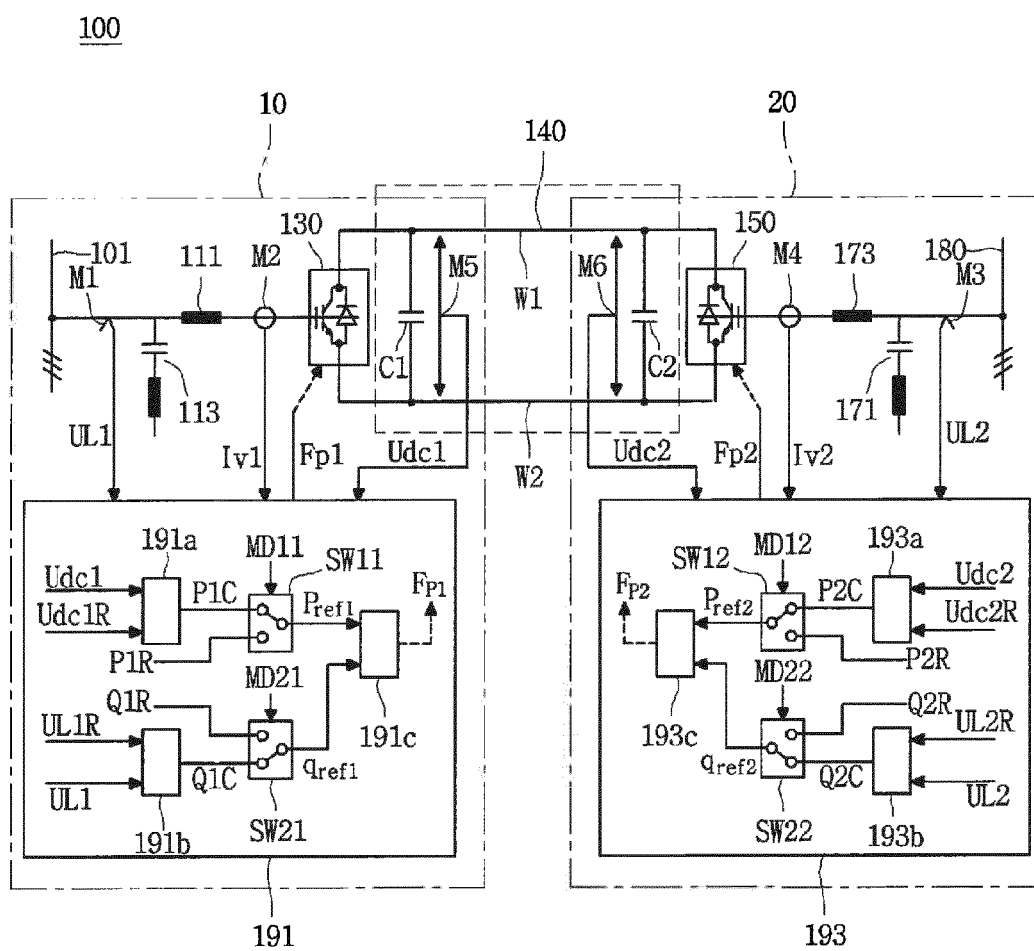 100
10
20
140
130
150
101
111
M2
M5
M6
M4
173
180
M1
M3
W1
C1
C2
113
171
UL1
Iv1
Fp1
Udc1
W2
Udc2
Fp2
Iv2
UL2
191a
MD11
SW11
Udc1
P1C
Pref1
FP1
Udc1R
P1R
MD21
Q1R
UL1R
191c
Q1C
qref1
UL1
191b
SW21
MD12
193a
SW12
Udc2
FP2
Pref2
P2C
Udc2R
P2R
MD22
Q2R
UL2R
193c
qref2
Q2C
UL2
SW22
193b
191
193